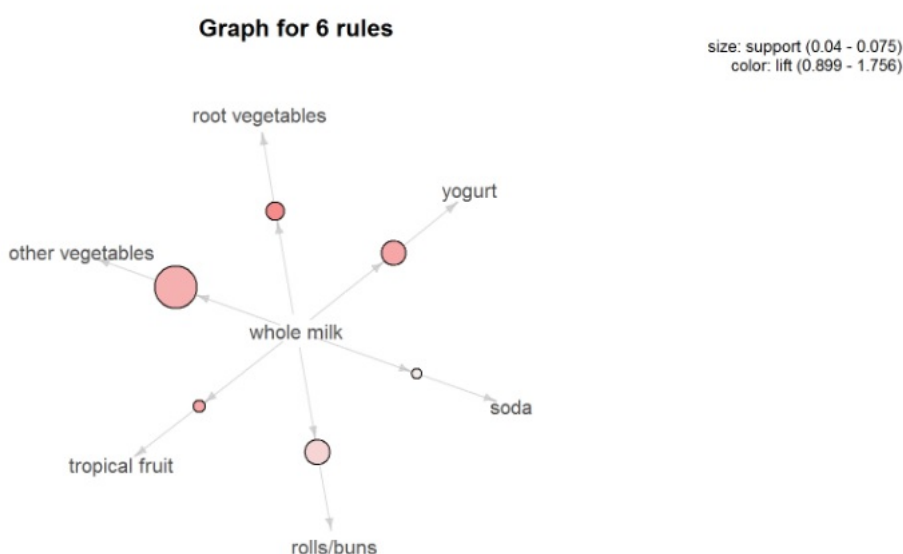 Graph for 6 rules
size: support (0.04 - 0.075)
color: lift (0.899 - 1.756)
root vegetables
yogurt
other vegetables
whole milk
soda
tropical fruit
rolls/buns